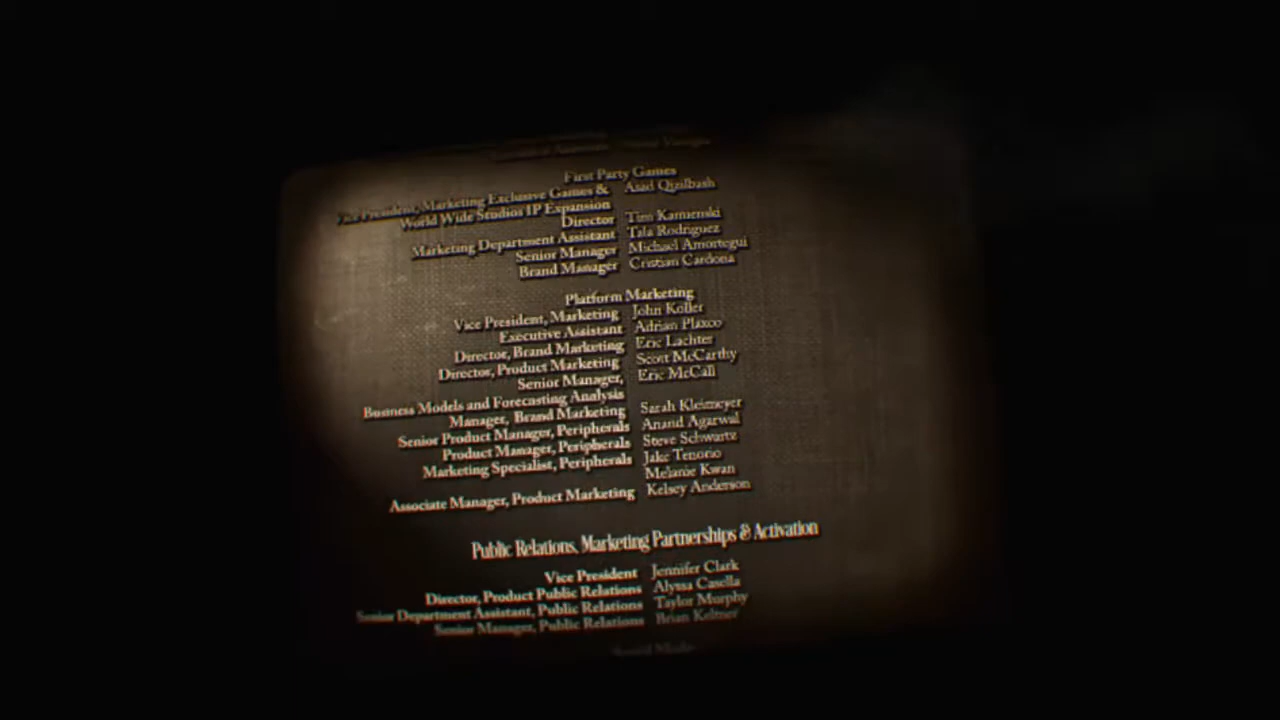 First Party Games
Vice President, Marketing Exclusive Games & Asad Qizilbash
World Wide Studios IP Expansion
Director Tim Kamienski
Marketing Department Assistant Tala Rodriguez
Senior Manager Michael Amortegui
Brand Manager Cristian Cardona
Platform Marketing
Vice President, Marketing John Koller
Executive Assistant Adrian Plaxco
Director, Brand Marketing Eric Lachter
Director, Product Marketing Scott McCarthy
Senior Manager, Eric McCall
Business Models and Forecasting Analysis
Manager, Brand Marketing Sarah Kleismeyer
Senior Product Manager, Peripherals Anand Agarwal
Product Manager, Peripherals Steve Schwartz
Marketing Specialist, Peripherals Jake Tenorio
Melanie Kwan
Associate Manager, Product Marketing Kelsey Anderson
Public Relations, Marketing Partnerships & Activation
Vice President Jennifer Clark
Director, Product Public Relations Alyssa Casella
Senior Department Assistant, Public Relations Taylor Murphy
Senior Manager, Public Relations Brian Keltner